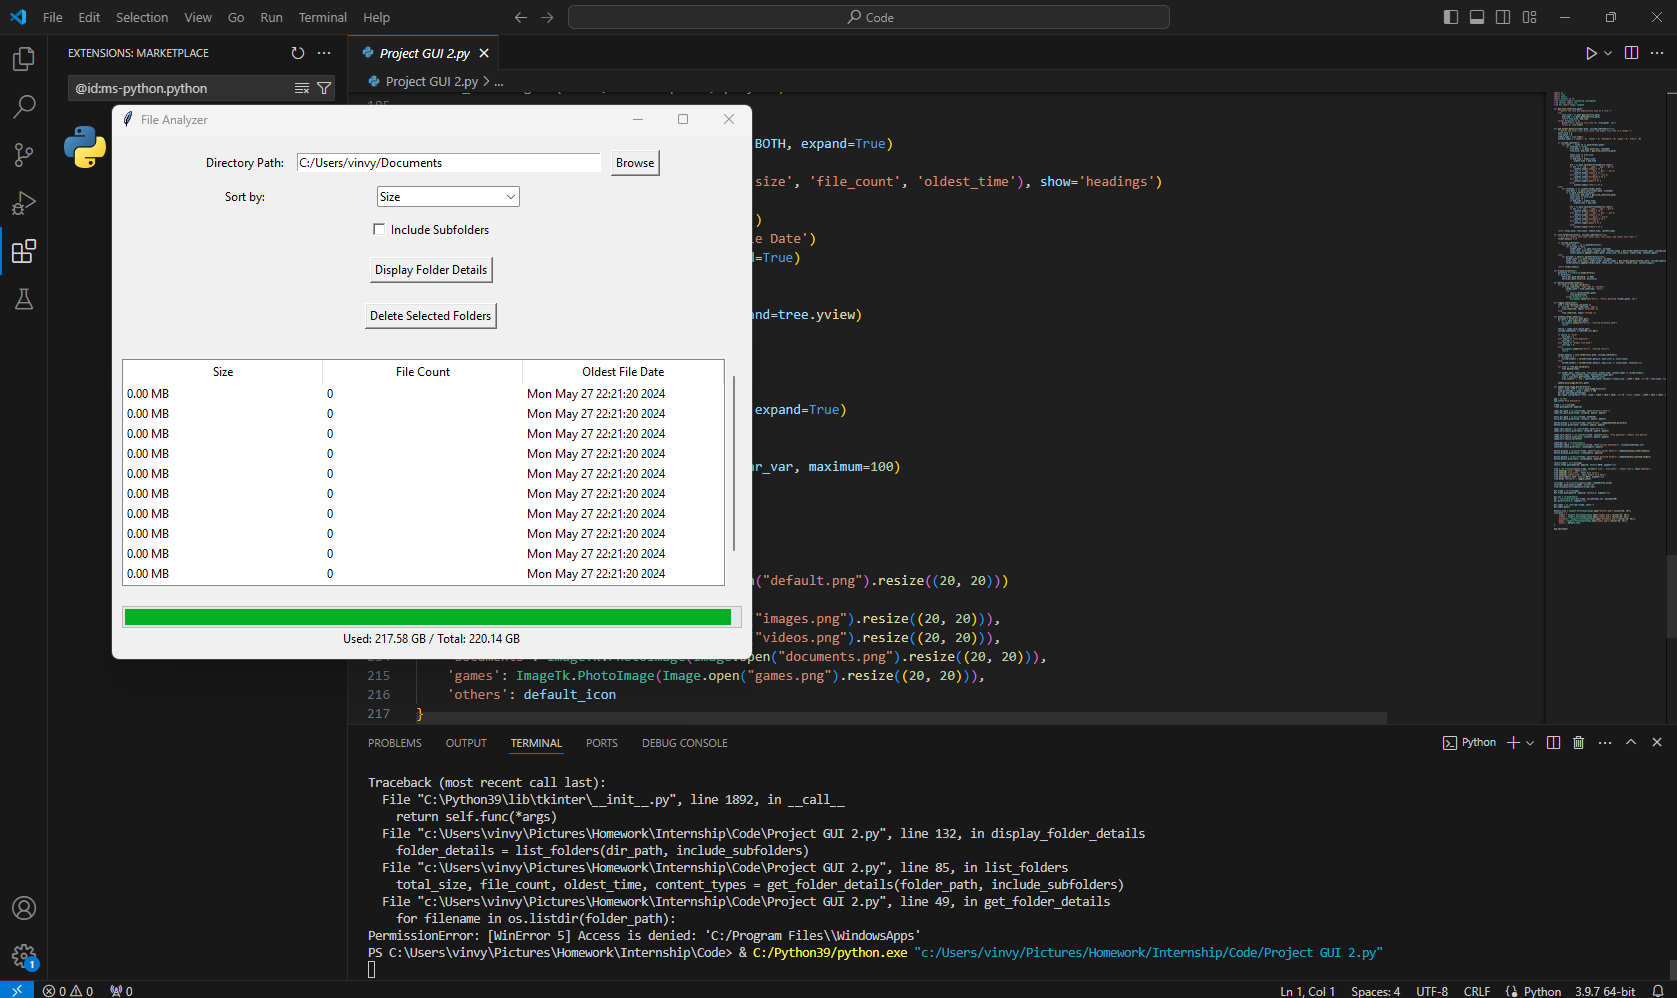 File Edit Selection View Go Run Terminal Help
Code
EXTENSIONS: MARKETPLACE
@id:ms-python.python
Project GUI 2.py
Project GUI 2.py > ...
File Analyzer
Directory Path: C:/Users/vinvy/Documents Browse
Sort by: Size
Include Subfolders
Display Folder Details
Delete Selected Folders
Size File Count Oldest File Date
0.00 MB 0 Mon May 27 22:21:20 2024
0.00 MB 0 Mon May 27 22:21:20 2024
0.00 MB 0 Mon May 27 22:21:20 2024
0.00 MB 0 Mon May 27 22:21:20 2024
0.00 MB 0 Mon May 27 22:21:20 2024
0.00 MB 0 Mon May 27 22:21:20 2024
0.00 MB 0 Mon May 27 22:21:20 2024
0.00 MB 0 Mon May 27 22:21:20 2024
0.00 MB 0 Mon May 27 22:21:20 2024
0.00 MB 0 Mon May 27 22:21:20 2024
Used: 217.58 GB / Total: 220.14 GB
BOTH, expand=True)
size', 'file_count', 'oldest_time'), show='headings')
)
le Date')
=True)
nd=tree.yview)
expand=True)
ar_var, maximum=100)
("default.png").resize((20, 20)))
"images.png").resize((20, 20))),
"videos.png").resize((20, 20))),
open("documents.png").resize((20, 20))),
215 'games': ImageTk.PhotoImage(Image.open("games.png").resize((20, 20))),
216 'others': default_icon
217 }
PROBLEMS OUTPUT TERMINAL PORTS DEBUG CONSOLE
Python
Traceback (most recent call last):
File "C:\Python39\lib\tkinter\__init__.py", line 1892, in __call__
return self.func(*args)
File "c:\Users\vinvy\Pictures\Homework\Internship\Code\Project GUI 2.py", line 132, in display_folder_details
folder_details = list_folders(dir_path, include_subfolders)
File "c:\Users\vinvy\Pictures\Homework\Internship\Code\Project GUI 2.py", line 85, in list_folders
total_size, file_count, oldest_time, content_types = get_folder_details(folder_path, include_subfolders)
File "c:\Users\vinvy\Pictures\Homework\Internship\Code\Project GUI 2.py", line 49, in get_folder_details
for filename in os.listdir(folder_path):
PermissionError: [WinError 5] Access is denied: 'C:/Program Files\\WindowsApps'
PS C:\Users\vinvy\Pictures\Homework\Internship\Code> & C:/Python39/python.exe "c:/Users/vinvy/Pictures/Homework/Internship/Code/Project GUI 2.py"
1
0 0 0
Ln 1, Col 1 Spaces: 4 UTF-8 CRLF Python 3.9.7 64-bit